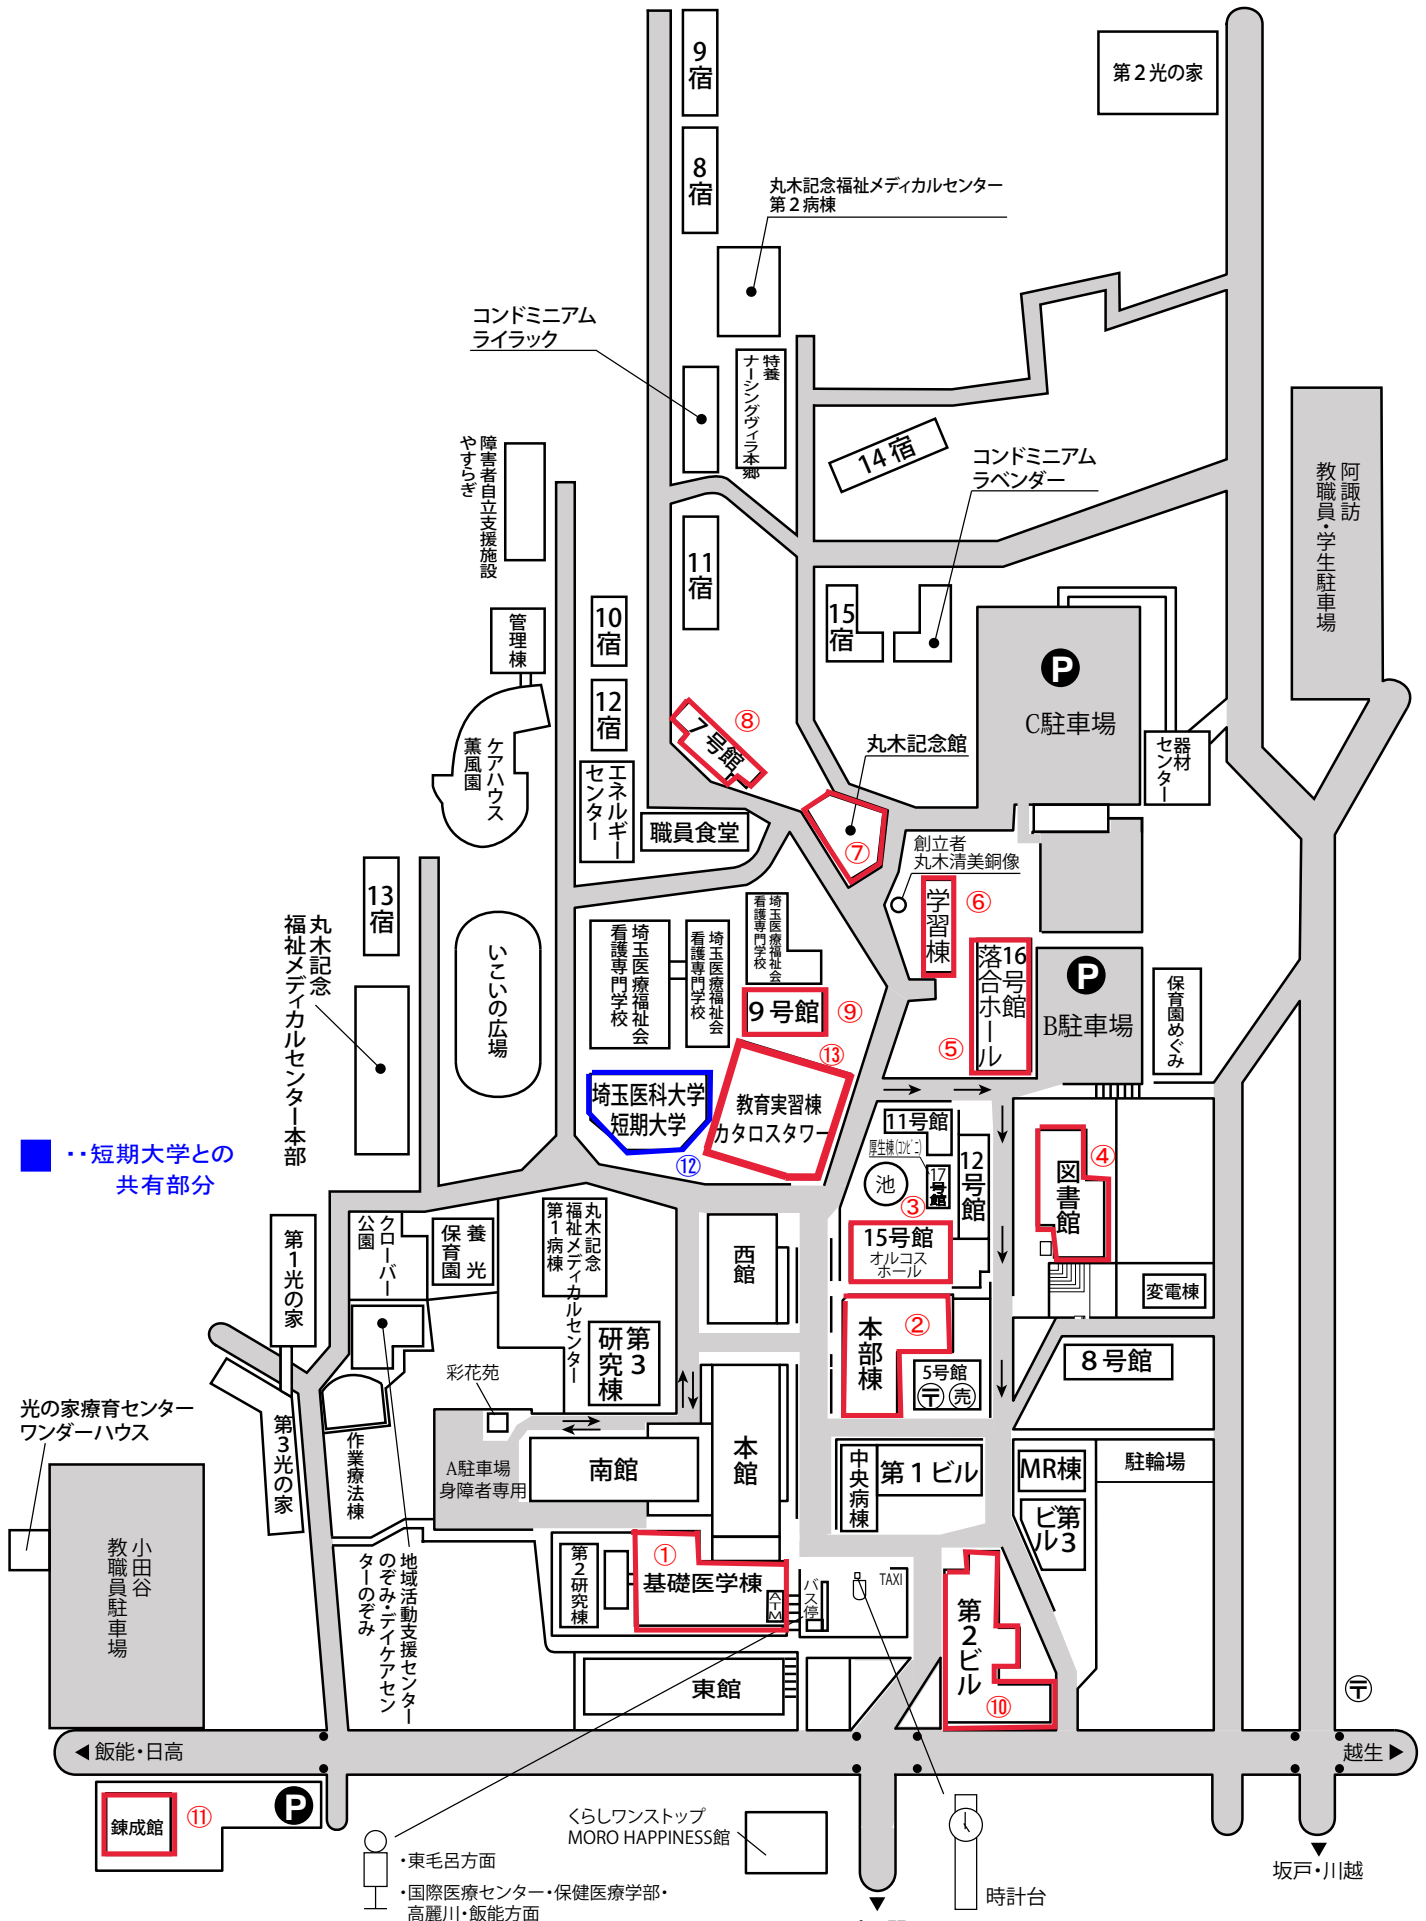 9宿
第２光の家
8宿
丸木記念福祉メディカルセンター
第２病棟
コンドミニアム
ライラック
特養
ナーシングヴィラ本郷
14宿
コンドミニアム
ラベンダー
障害者自立支援施設
やすらぎ
阿諏訪
教職員・学生駐車場
11宿
10宿
15宿
管理棟
P
C駐車場
12宿
7号館
⑧
丸木記念館
ケアハウス
薫風園
器材
センター
エネルギー
センター
職員食堂
⑦
創立者
丸木清美銅像
13宿
学習棟
⑥
丸木記念
福祉メディカルセンター本部
いこいの広場
埼玉医療福祉会
看護専門学校
埼玉医療福祉会
看護専門学校
埼玉医療福祉会
看護専門学校
16号館
落合ホール
P
B駐車場
保育園めぐみ
9号館
⑨
⑤
⑬
埼玉医科大学
短期大学
教育実習棟
カタロスタワー
⑫
・・短期大学との
共有部分
11号館
厚生棟(コンビニ)
12号館
④
図書館
池
17号館
③
第1光の家
クローバー
公園
養光
保育園
丸木記念
福祉メディカルセンター
第1病棟
西館
15号館
オルコス
ホール
変電棟
本部棟
②
第3
研究棟
8号館
5号館
〒
売
彩花苑
光の家療育センター
ワンダーハウス
第3光の家
作業療法棟
A駐車場
身障者専用
南館
本館
中央病棟
第1ビル
MR棟
駐輪場
第3
ビル
小田谷
教職員駐車場
地域活動支援センター
のぞみ・デイケアセン
ターのぞみ
第2研究棟
①
基礎医学棟
ATM
バス停
TAXI
第2ビル
⑩
東館
〒
◀飯能・日高
越生▶
錬成館
⑪
P
くらしワンストップ
MORO HAPPINESS館
・東毛呂方面
・国際医療センター・保健医療学部・
高麗川・飯能方面
時計台
坂戸・川越